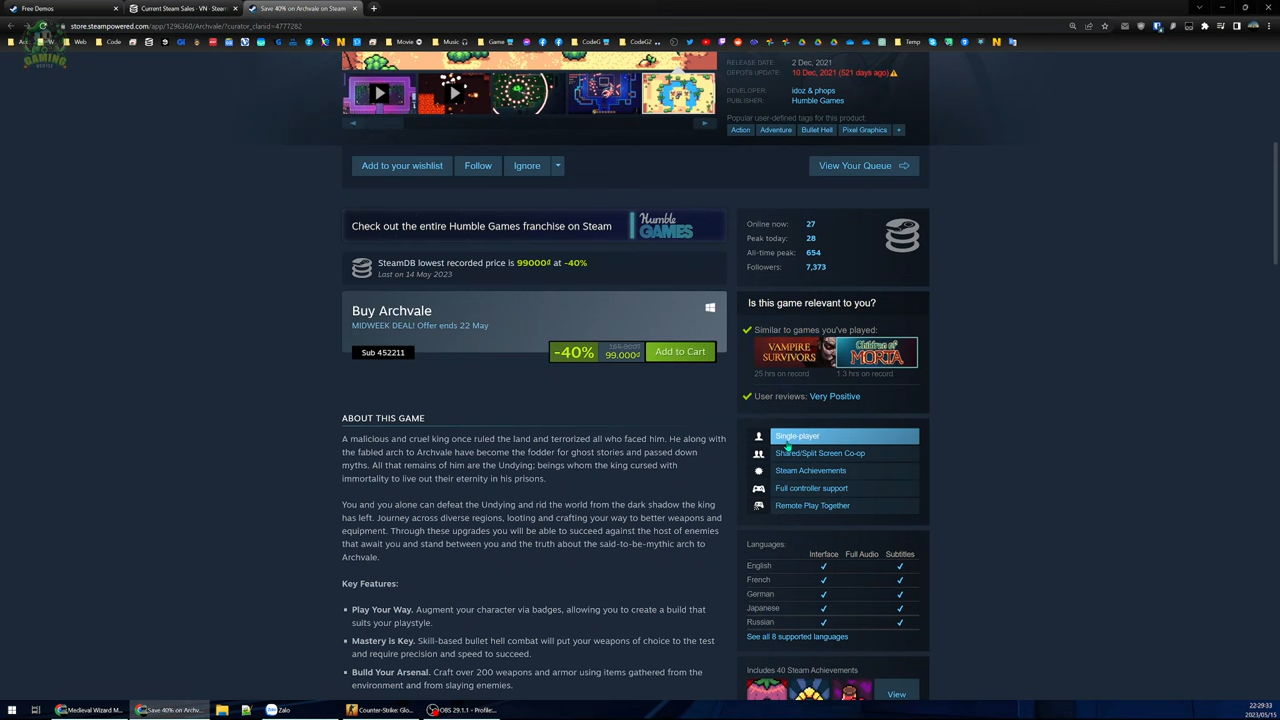 Free Demos
Current Steam Sales - VN - Steam
Save 40% on Archvale on Steam
store.steampowered.com/app/1296360/Archvale/?curator_clanid=4777282
Web
Code
Movie
Music
Game
CodeG
CodeG2
Temp
GAMING
RELEASE DATE: 2 Dec, 2021
DEPOTS UPDATE: 10 Dec, 2021 (521 days ago)
DEVELOPER: idoz & phops
PUBLISHER: Humble Games
Popular user-defined tags for this product:
Action Adventure Bullet Hell Pixel Graphics +
Add to your wishlist Follow Ignore
View Your Queue
Check out the entire Humble Games franchise on Steam
Humble GAMES
SteamDB lowest recorded price is 99000₫ at -40%
Last on 14 May 2023
Buy Archvale
MIDWEEK DEAL! Offer ends 22 May
Sub 452211
-40%
165.000₫
99.000₫
Add to Cart
ABOUT THIS GAME
A malicious and cruel king once ruled the land and terrorized all who faced him. He along with
the fabled arch to Archvale have become the fodder for ghost stories and passed down
myths. All that remains of him are the Undying; beings whom the king cursed with
immortality to live out their eternity in his prisons.
You and you alone can defeat the Undying and rid the world from the dark shadow the king
has left. Journey across diverse regions, looting and crafting your way to better weapons and
equipment. Through these upgrades you will be able to succeed against the host of enemies
that await you and stand between you and the truth about the said-to-be-mythic arch to
Archvale.
Key Features:
Play Your Way. Augment your character via badges, allowing you to create a build that
suits your playstyle.
Mastery is Key. Skill-based bullet hell combat will put your weapons of choice to the test
and require precision and speed to succeed.
Build Your Arsenal. Craft over 200 weapons and armor using items gathered from the
environment and from slaying enemies.
Online now: 27
Peak today: 28
All-time peak: 654
Followers: 7,373
Is this game relevant to you?
Similar to games you've played:
VAMPIRE SURVIVORS
Children of MORTA
25 hrs on record
1.3 hrs on record
User reviews: Very Positive
Single-player
Shared/Split Screen Co-op
Steam Achievements
Full controller support
Remote Play Together
Languages:
Interface Full Audio Subtitles
English ✓ ✓
French ✓ ✓
German ✓ ✓
Japanese ✓ ✓
Russian ✓ ✓
See all 8 supported languages
Includes 40 Steam Achievements
View
Medieval Wizard M...
Save 40% on Archv...
Zalo
Counter-Strike: Glo...
OBS 29.1.1 - Profile:...
22:29:33
2023/05/15